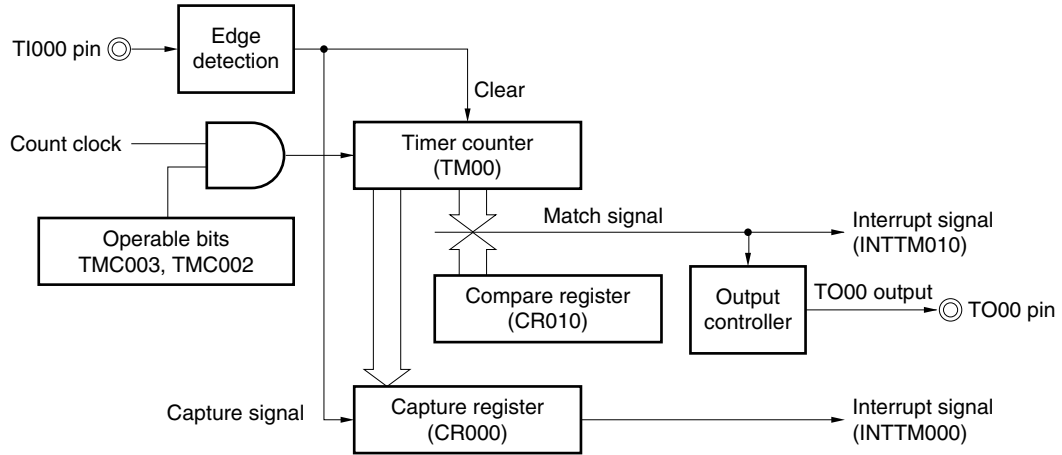 TI000 pin
Edge
detection
Clear
Count clock
Timer counter
(TM00)
Operable bits
TMC003, TMC002
Match signal
Interrupt signal
(INTTM010)
Compare register
(CR010)
Output
controller
TO00 output
TO00 pin
Capture signal
Capture register
(CR000)
Interrupt signal
(INTTM000)